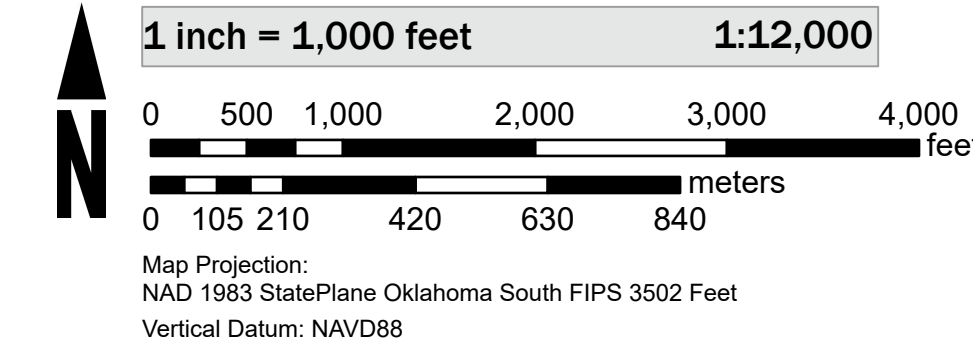 1 inch = 1,000 feet 1:12,000
0 500 1,000 2,000 3,000 4,000
feet
meters
0 105 210 420 630 840
N
Map Projection:
NAD 1983 StatePlane Oklahoma South FIPS 3502 Feet
Vertical Datum: NAVD88